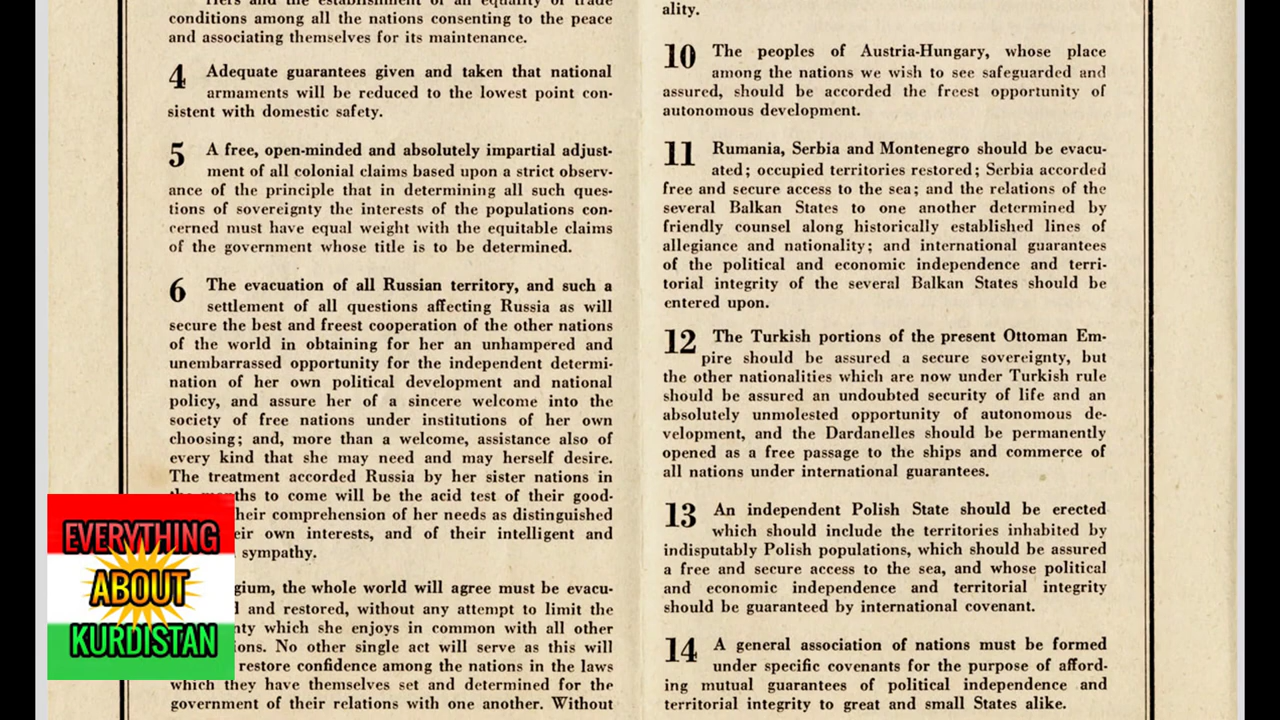 liers and the establishment of an equality of trade
conditions among all the nations consenting to the peace
and associating themselves for its maintenance.
4 Adequate guarantees given and taken that national
armaments will be reduced to the lowest point con-
sistent with domestic safety.
5 A free, open-minded and absolutely impartial adjust-
ment of all colonial claims based upon a strict observ-
ance of the principle that in determining all such ques-
tions of sovereignty the interests of the populations con-
cerned must have equal weight with the equitable claims
of the government whose title is to be determined.
6 The evacuation of all Russian territory, and such a
settlement of all questions affecting Russia as will
secure the best and freest cooperation of the other nations
of the world in obtaining for her an unhampered and
unembarrassed opportunity for the independent determi-
nation of her own political development and national
policy, and assure her of a sincere welcome into the
society of free nations under institutions of her own
choosing; and, more than a welcome, assistance also of
every kind that she may need and may herself desire.
The treatment accorded Russia by her sister nations in
the months to come will be the acid test of their good-
heir comprehension of her needs as distinguished
eir own interests, and of their intelligent and
sympathy.
gium, the whole world will agree must be evacu-
and restored, without any attempt to limit the
nty which she enjoys in common with all other
ions. No other single act will serve as this will
restore confidence among the nations in the laws
which they have themselves set and determined for the
government of their relations with one another. Without
ality.
10 The peoples of Austria-Hungary, whose place
among the nations we wish to see safeguarded and
assured, should be accorded the freest opportunity of
autonomous development.
11 Rumania, Serbia and Montenegro should be evacu-
ated; occupied territories restored; Serbia accorded
free and secure access to the sea; and the relations of the
several Balkan States to one another determined by
friendly counsel along historically established lines of
allegiance and nationality; and international guarantees
of the political and economic independence and terri-
torial integrity of the several Balkan States should be
entered upon.
12 The Turkish portions of the present Ottoman Em-
pire should be assured a secure sovereignty, but
the other nationalities which are now under Turkish rule
should be assured an undoubted security of life and an
absolutely unmolested opportunity of autonomous de-
velopment, and the Dardanelles should be permanently
opened as a free passage to the ships and commerce of
all nations under international guarantees.
13 An independent Polish State should be erected
which should include the territories inhabited by
indisputably Polish populations, which should be assured
a free and secure access to the sea, and whose political
and economic independence and territorial integrity
should be guaranteed by international covenant.
14 A general association of nations must be formed
under specific covenants for the purpose of afford-
ing mutual guarantees of political independence and
territorial integrity to great and small States alike.
EVERYTHING
ABOUT
KURDISTAN